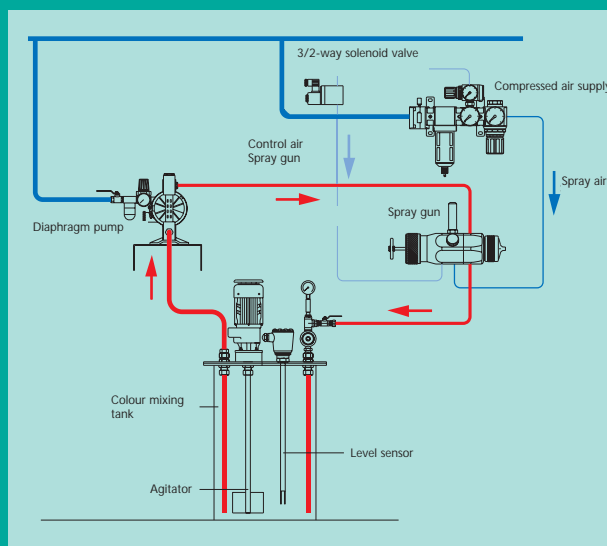 3/2-way solenoid valve
Compressed air supply
Control air
Spray gun
Spray air
Spray gun
Diaphragm pump
Colour mixing
tank
Level sensor
Agitator